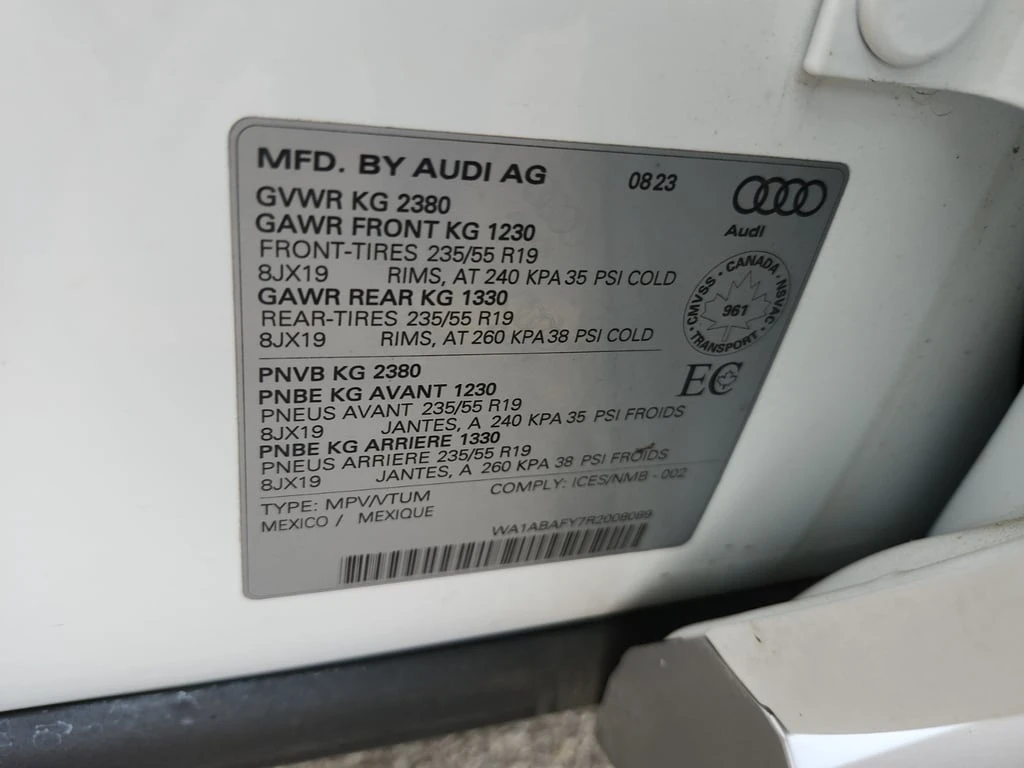 MFD. BY AUDI AG 0823
GVWR KG 2380
GAWR FRONT KG 1230
Audi
FRONT-TIRES 235/55 R19
8JX19 RIMS, AT 240 KPA 35 PSI COLD
GAWR REAR KG 1330
REAR-TIRES 235/55 R19
8JX19 RIMS, AT 260 KPA 38 PSI COLD
CMVSS · CANADA · NSVAC · TRANSPORT ·
961
PNVB KG 2380
EC
PNBE KG AVANT 1230
PNEUS AVANT 235/55 R19
8JX19 JANTES, A 240 KPA 35 PSI FROIDS
PNBE KG ARRIERE 1330
PNEUS ARRIERE 235/55 R19
8JX19 JANTES, A 260 KPA 38 PSI FROIDS
TYPE: MPV/VTUM COMPLY: ICES/NMB - 002
MEXICO / MEXIQUE
WA1ABAFY7R2008089